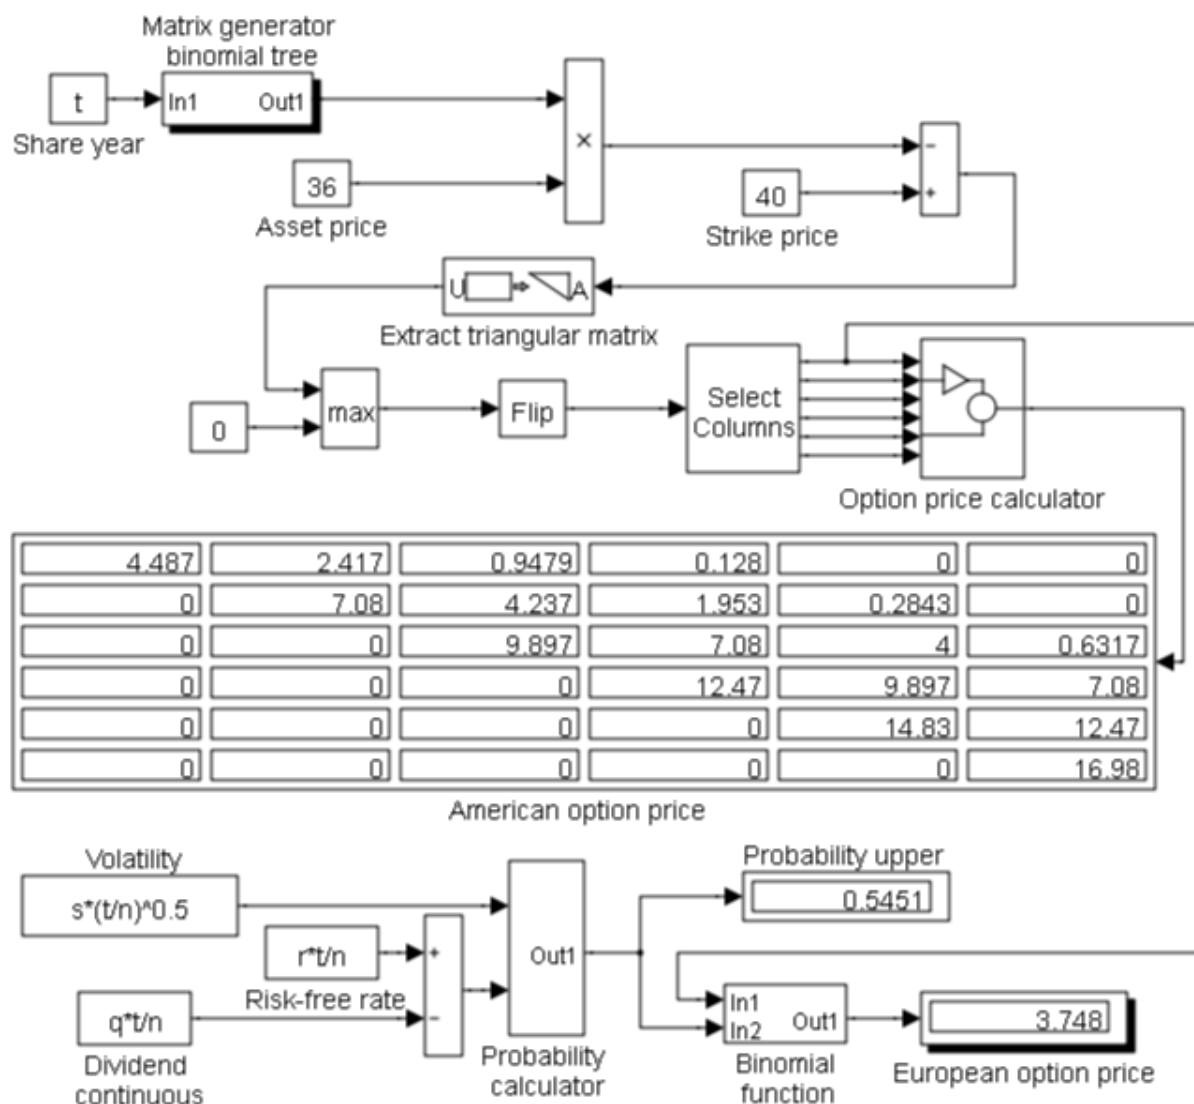 Matrix generator
binomial tree
t
In1 Out1
Share year
×
36
Asset price
-
40
+
Strike price
U A
Extract triangular matrix
max
0
Flip
Select
Columns
Option price calculator
4.487 2.417 0.9479 0.128 0 0
0 7.08 4.237 1.953 0.2843 0
0 0 9.897 7.08 4 0.6317
0 0 0 12.47 9.897 7.08
0 0 0 0 14.83 12.47
0 0 0 0 0 16.98
American option price
Volatility
s*(t/n)^0.5
Probability upper
0.5451
r*t/n
+
Out1
Risk-free rate
q*t/n
-
Dividend
continuous
Probability
calculator
In1
In2 Out1
Binomial
function
3.748
European option price